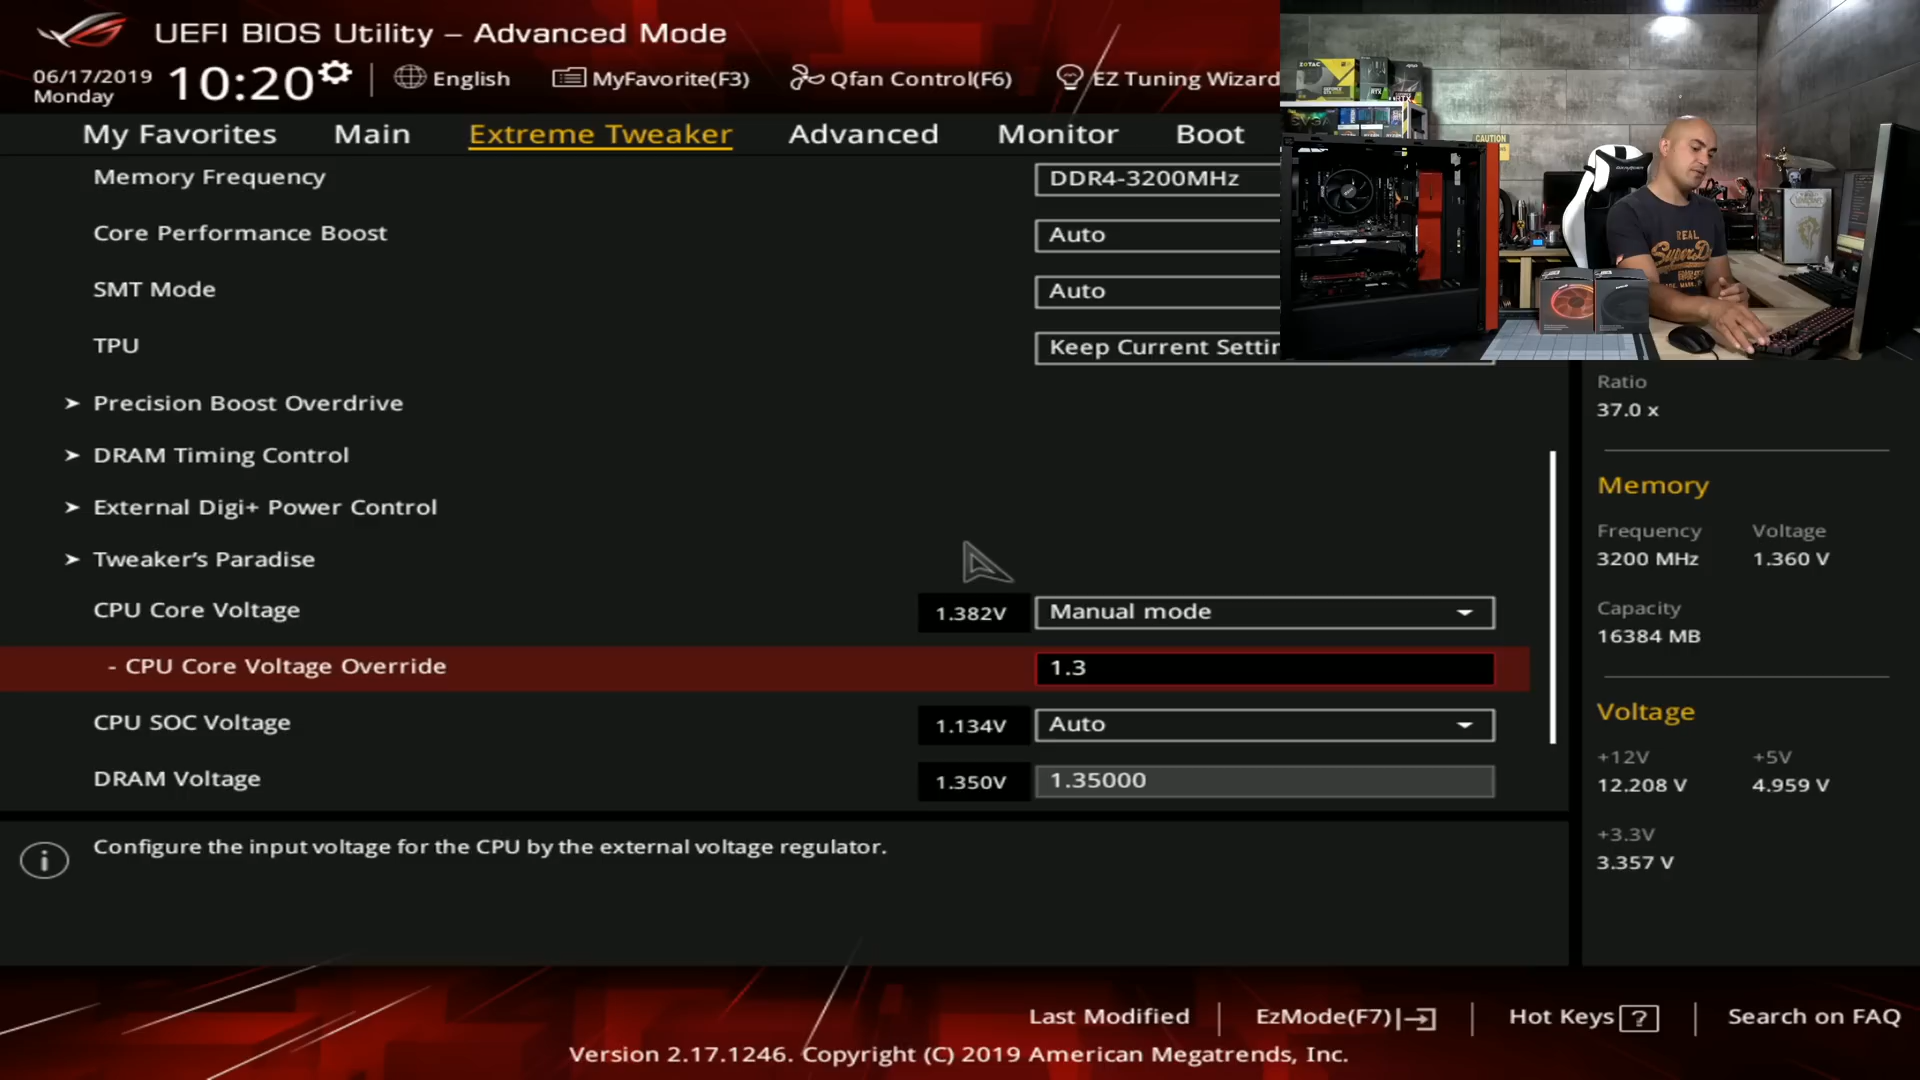 UEFI BIOS Utility – Advanced Mode
06/17/2019
Monday
10:20
English
MyFavorite(F3)
Qfan Control(F6)
EZ Tuning Wizard
My Favorites
Main
Extreme Tweaker
Advanced
Monitor
Boot
Memory Frequency
DDR4-3200MHz
Core Performance Boost
Auto
SMT Mode
Auto
TPU
Keep Current Settin
Precision Boost Overdrive
DRAM Timing Control
External Digi+ Power Control
Tweaker's Paradise
CPU Core Voltage
1.382V
Manual mode
- CPU Core Voltage Override
1.3
CPU SOC Voltage
1.134V
Auto
DRAM Voltage
1.350V
1.35000
Configure the input voltage for the CPU by the external voltage regulator.
ZOTAC
CAUTION
REAL
SuperD
Ratio
37.0 x
Memory
Frequency Voltage
3200 MHz 1.360 V
Capacity
16384 MB
Voltage
+12V +5V
12.208 V 4.959 V
+3.3V
3.357 V
Last Modified
EzMode(F7)
Hot Keys ?
Search on FAQ
Version 2.17.1246. Copyright (C) 2019 American Megatrends, Inc.